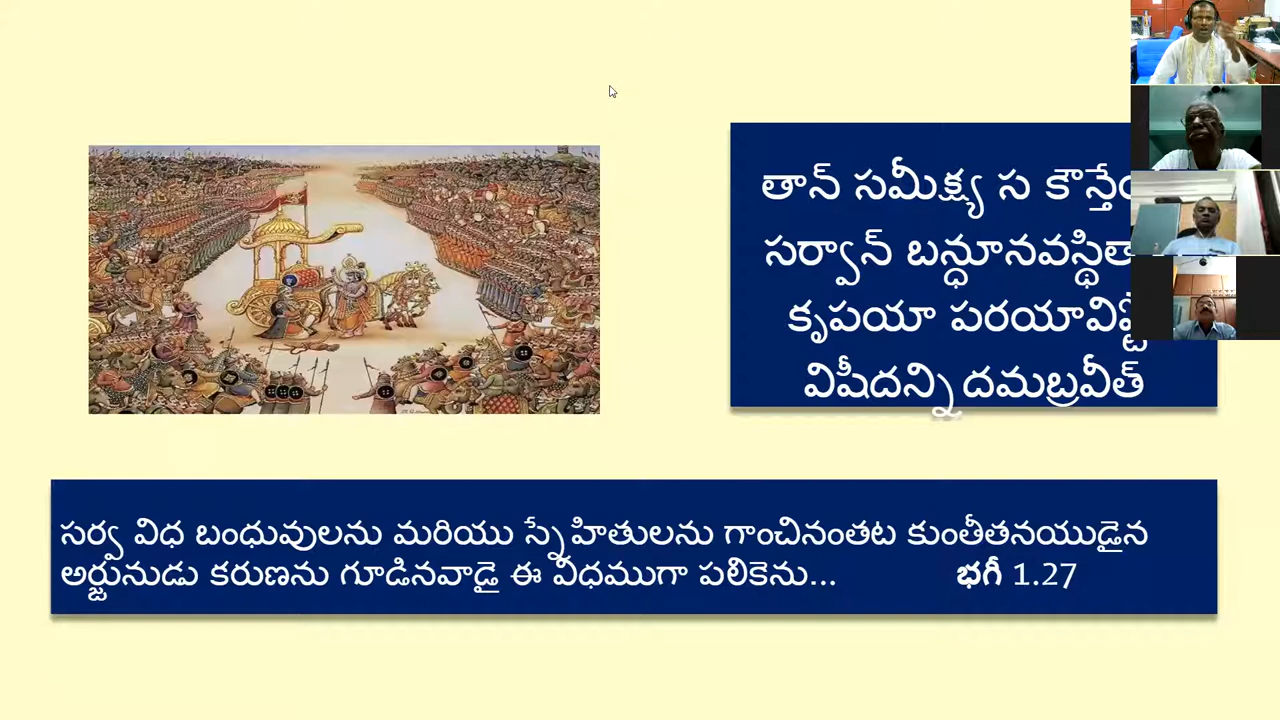 తాన్ సమీక్ష్య స
సర్వాన్
కృపయా
విషీదన్నిదమబ్రవీత్
సర్వ విధ బంధువులను మరియు స్నేహితులను గాంచినంతట కుంతీతనయుడైన
అర్జునుడు కరుణను గూడినవాడై ఈ విధముగా పలికెను... భగీ 1.27